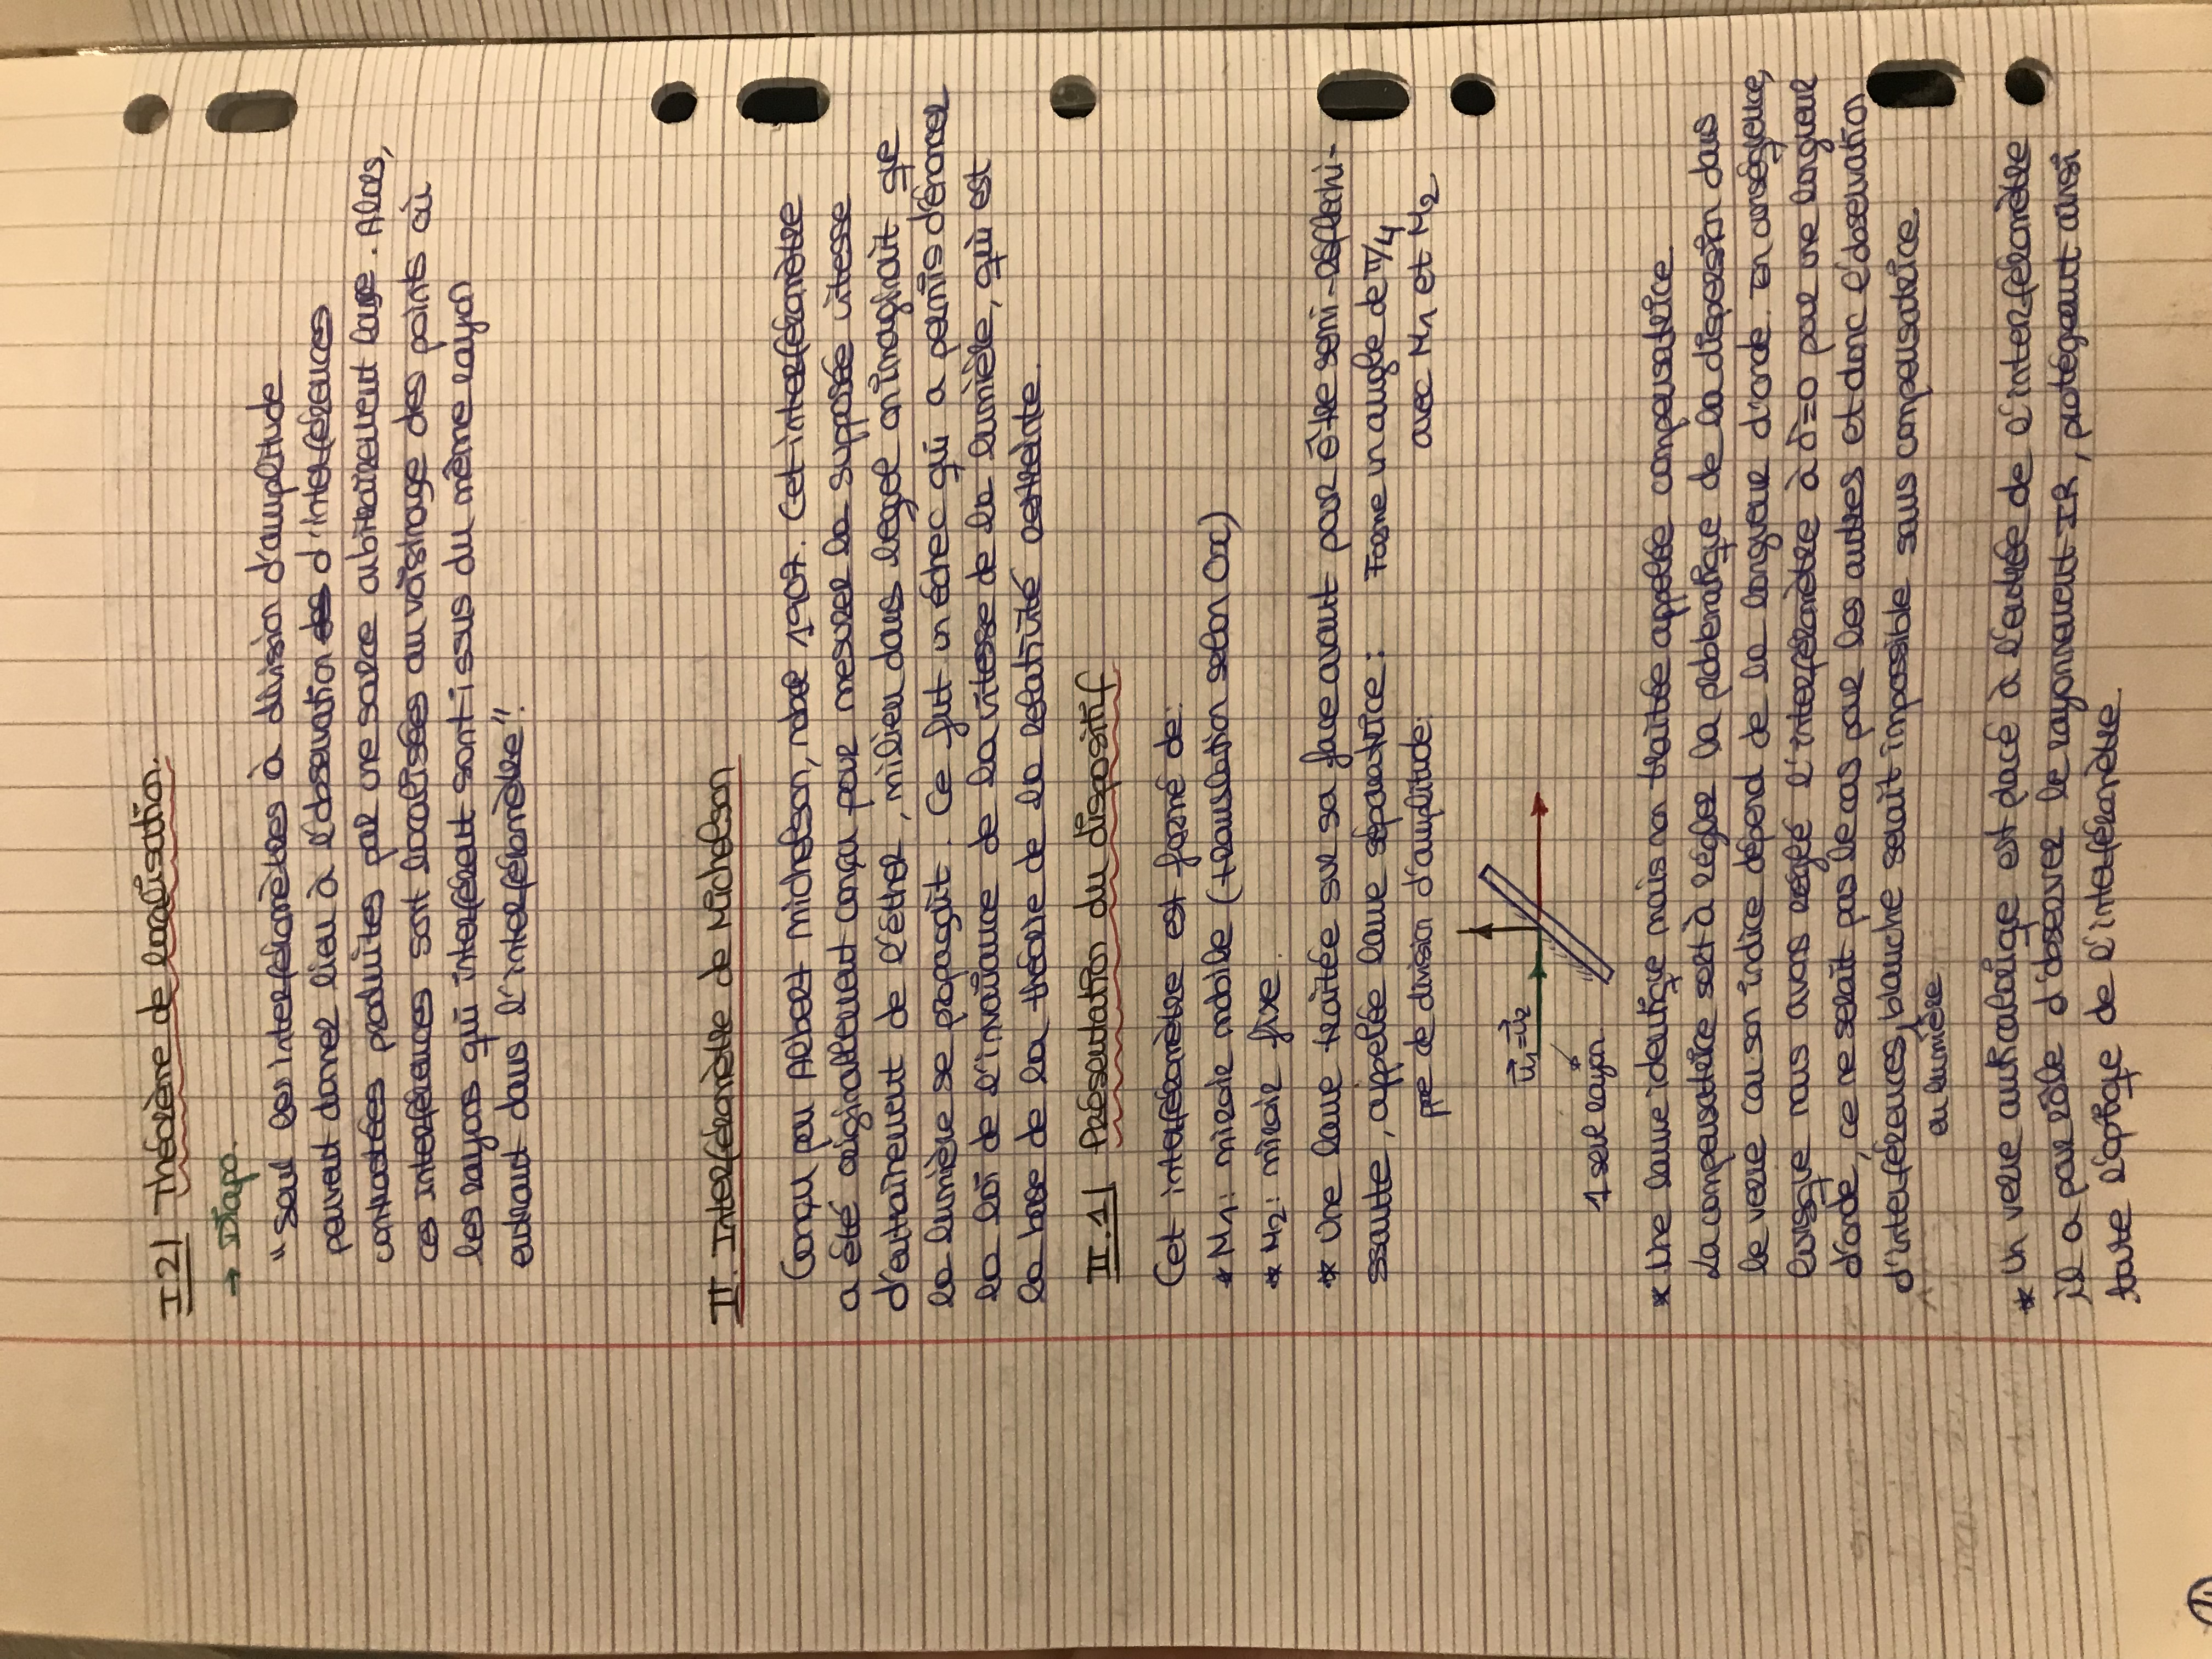 I 2/ Théorème de localisation.
→ Diapo.
"Seul les interféromètres à division d'amplitude
peuvent donner lieu à l'observation des d'interférences
contrastées produites par une source arbitrairement large. Alors,
ces interférences sont localisées au voisinage des points où
les rayons qui interfèrent sont issus du même rayon
entrant dans l'interféromètre".
II. Interféromètre de Michelson
Conçu par Albert Michelson, nobel 1907. Cet interféromètre
a été originallement conçu pour mesurer la supposée vitesse
d'entraînement de l'éther, milieu dans lequel on imaginait que
la lumière se propageait. Ce fut un échec qui a permis d'énoncer
la loi de l'invariance de la vitesse de la lumière, qui est
la base de la théorie de la relativité restreinte.
II.1/ Présentation du dispositif
Cet interféromètre est formé de:
* M1: miroir mobile (translation selon Ox)
* M2: miroir fixe.
* Une lame traitée sur sa face avant pour être semi-réfléchi-
ssante, appelée lame séparatrice: Forme un angle de π/4
ppe de division d'amplitude. avec M1 et M2
u1=u2
1 seul rayon
* Une lame identique mais non traitée appelée compensatrice.
La compensatrice sert à régler la problématique de la dispersion dans
le verre car son indice dépend de la longueur d'onde. En conséquence,
lorsque nous avons réglé l'interféromètre à δ=0 pour une longueur
d'onde, ce ne serait pas le cas pour les autres et donc l'observation
d'interférences, blanche serait impossible sans compensatrice.
en lumière
* Un verre anticalorique est placé à l'entrée de l'interféromètre
il a pour rôle d'observer le rayonnement IR, protégeant ainsi
toute l'optique de l'interféromètre.